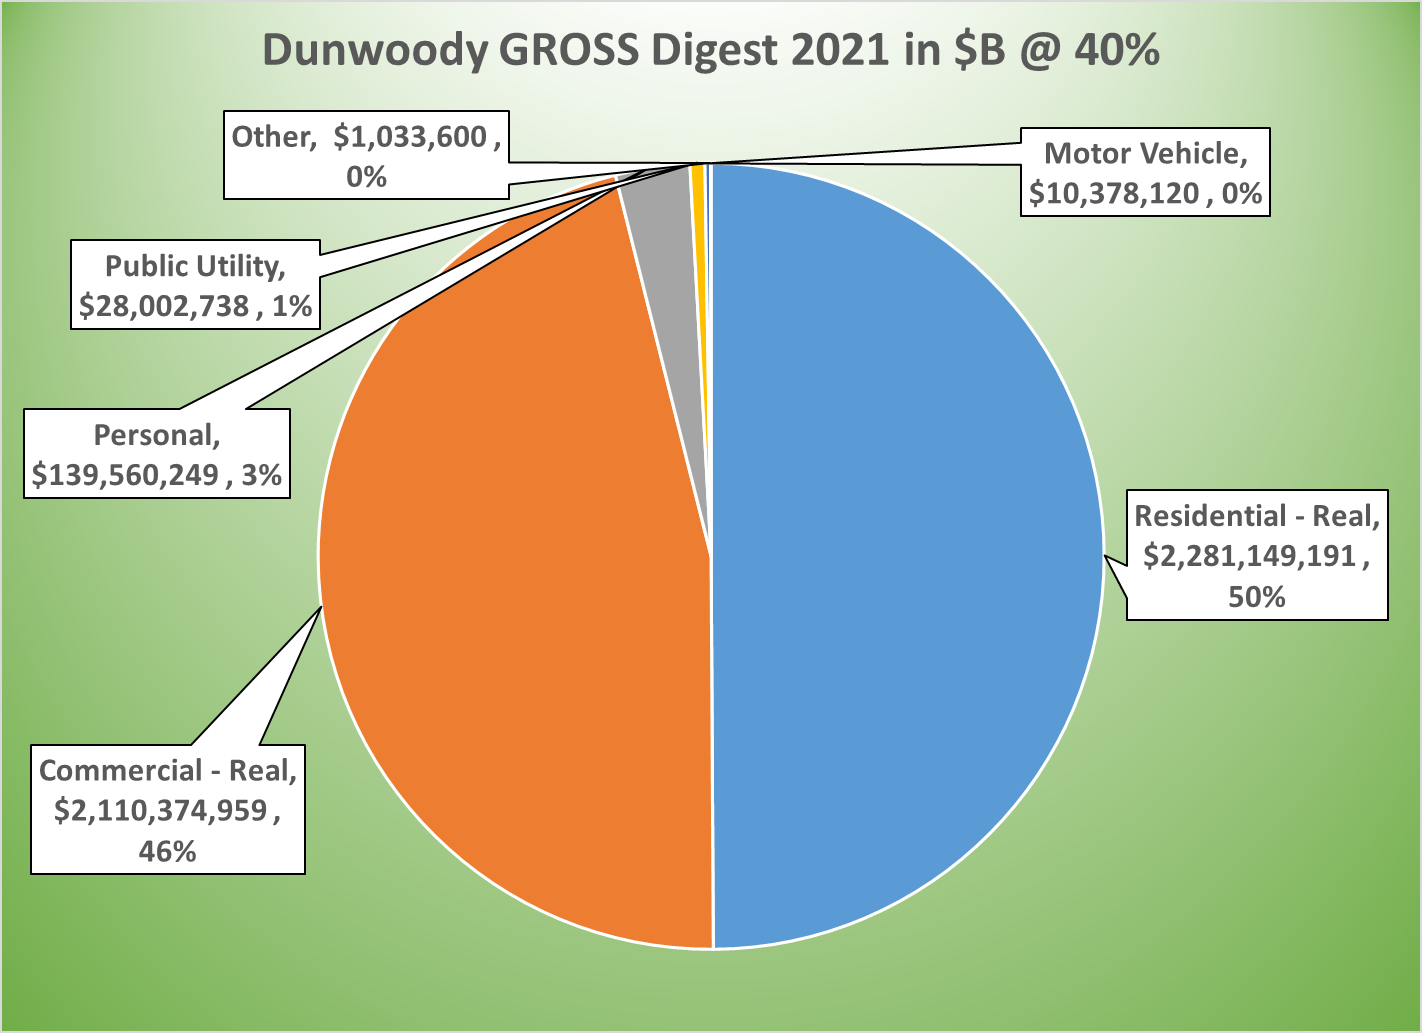 Dunwoody GROSS Digest 2021 in $B @ 40%
Other,  $1,033,600 ,
0%
Motor Vehicle,
$10,378,120 , 0%
Public Utility,
$28,002,738 , 1%
Personal,
$139,560,249 , 3%
Residential - Real,
$2,281,149,191 ,
50%
Commercial - Real,
$2,110,374,959 ,
46%